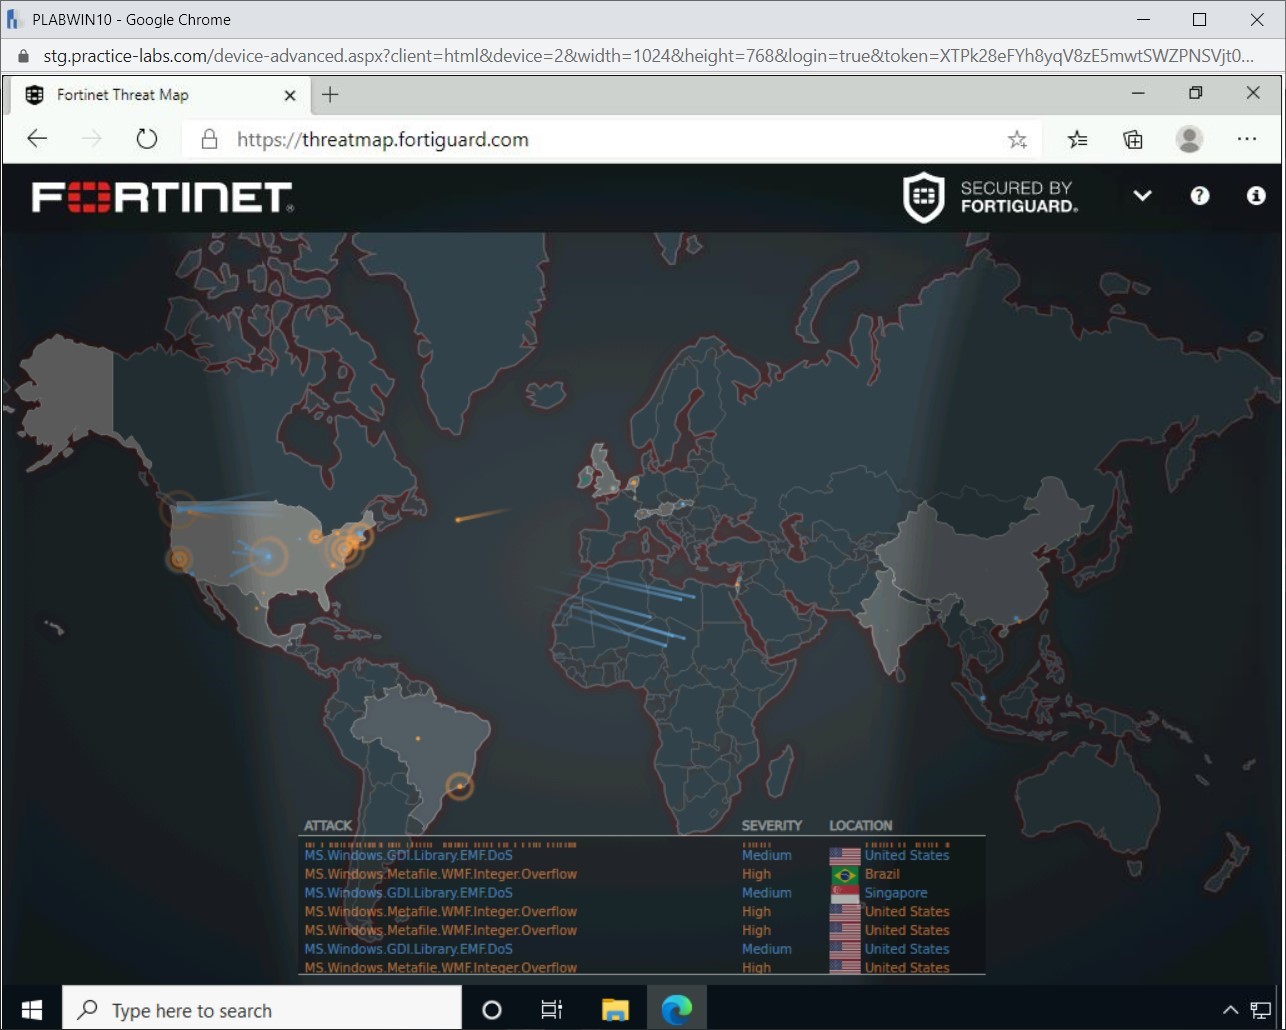 PLABWIN10 - Google Chrome
stg.practice-labs.com/device-advanced.aspx?client=html&device=2&width=1024&height=768&login=true&token=XTPk28eFYh8yqV8zE5mwtSWZPNSVjt0...
Fortinet Threat Map
https://threatmap.fortiguard.com
FORTINET®
SECURED BY
FORTIGUARD®
ATTACK SEVERITY LOCATION
MS.Windows.GDI.Library.EMF.DoS Medium United States
MS.Windows.Metafile.WMF.Integer.Overflow High Brazil
MS.Windows.GDI.Library.EMF.DoS Medium Singapore
MS.Windows.Metafile.WMF.Integer.Overflow High United States
MS.Windows.Metafile.WMF.Integer.Overflow High United States
MS.Windows.GDI.Library.EMF.DoS Medium United States
MS.Windows.Metafile.WMF.Integer.Overflow High United States
Type here to search